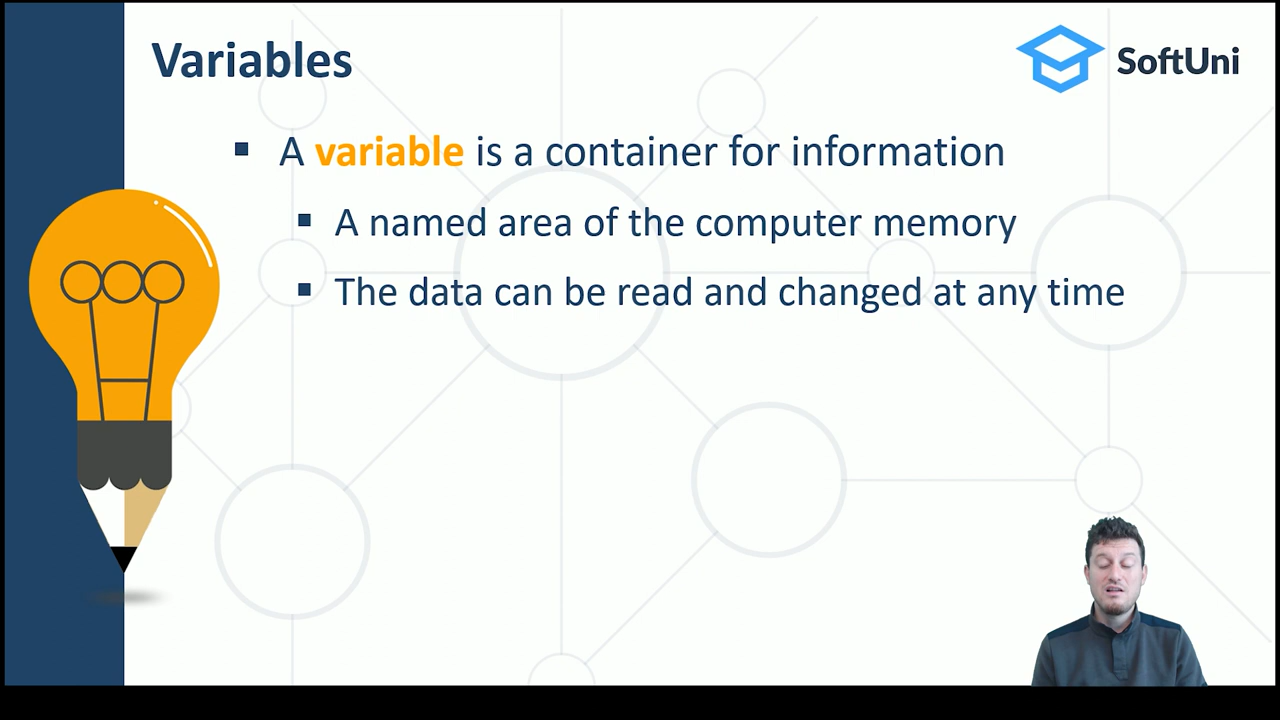 Variables
SoftUni
▪ A variable is a container for information
▪ A named area of the computer memory
▪ The data can be read and changed at any time